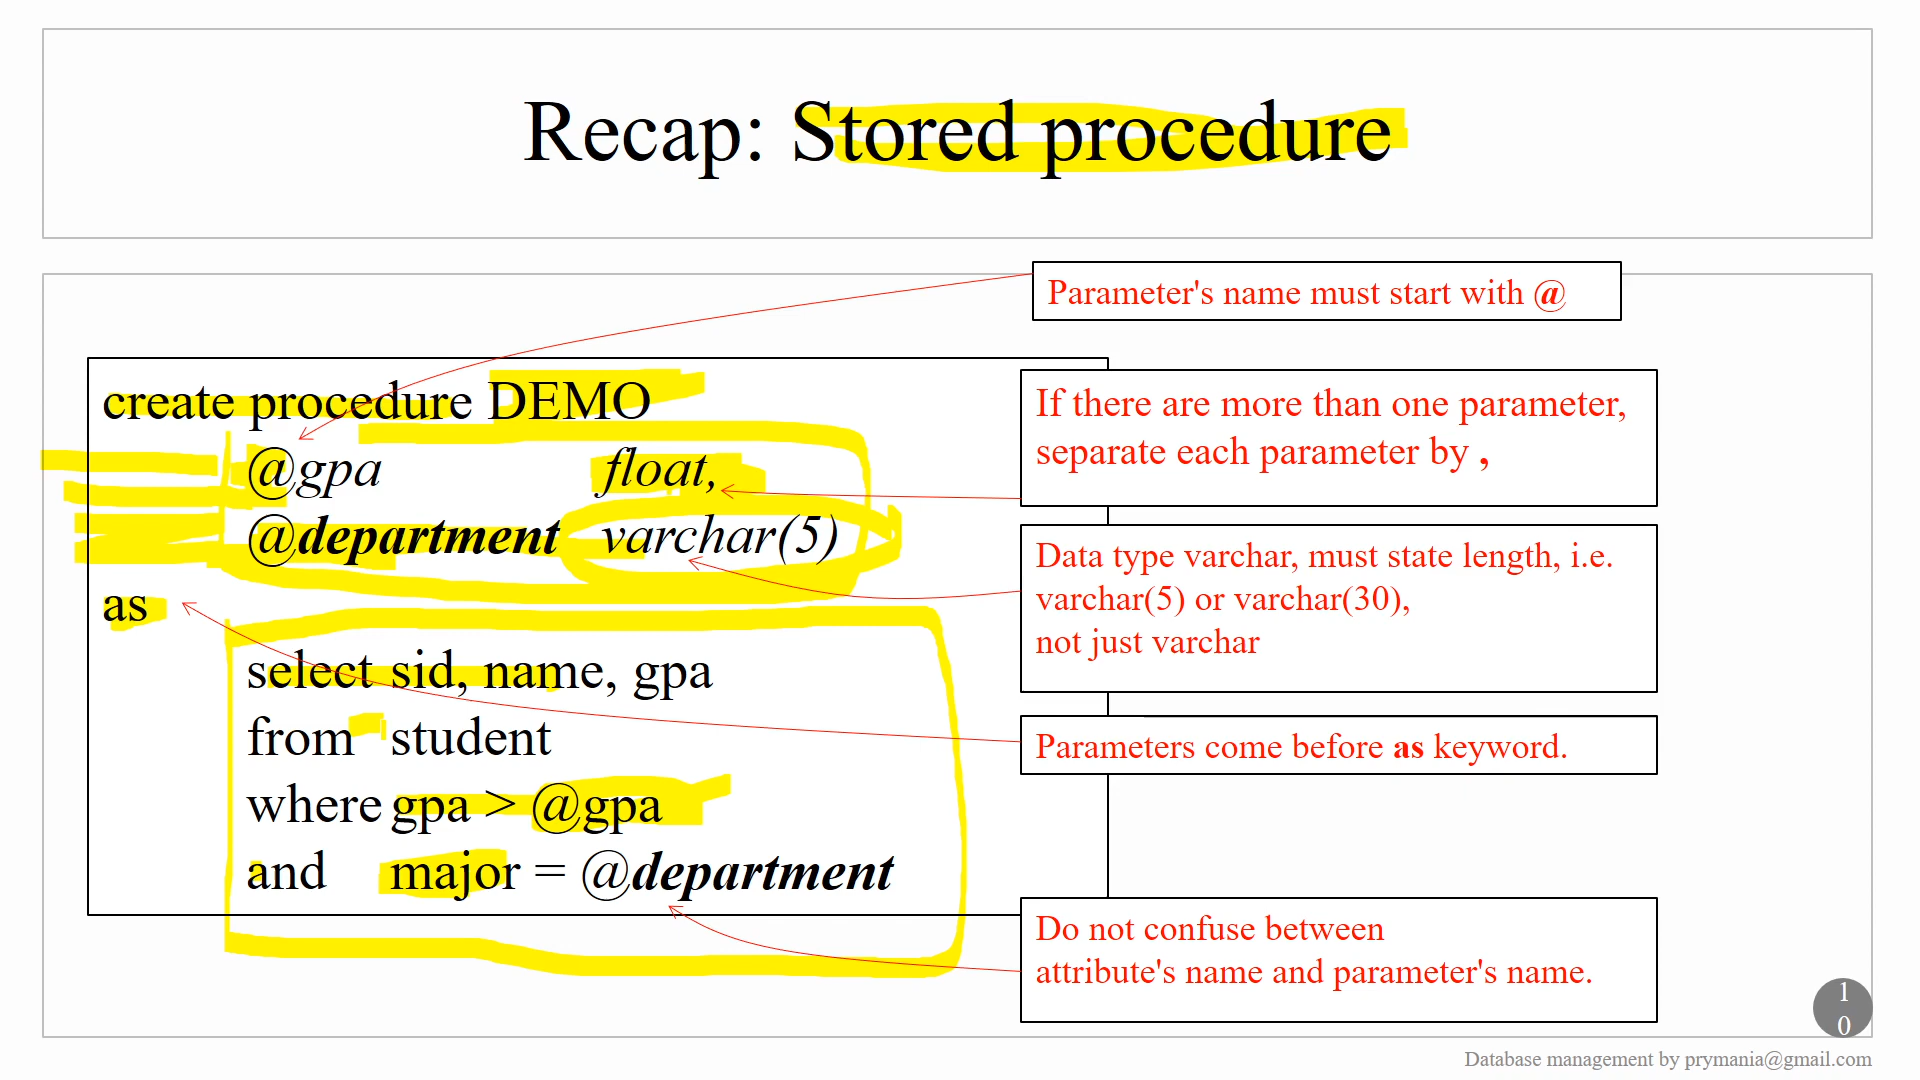 Recap: Stored procedure
Parameter's name must start with @
create procedure DEMO
@gpa float,
@department varchar(5)
as
select sid, name, gpa
from student
where gpa > @gpa
and major = @department
If there are more than one parameter,
separate each parameter by ,
Data type varchar, must state length, i.e.
varchar(5) or varchar(30),
not just varchar
Parameters come before as keyword.
Do not confuse between
attribute's name and parameter's name.
1
0
Database management by prymania@gmail.com